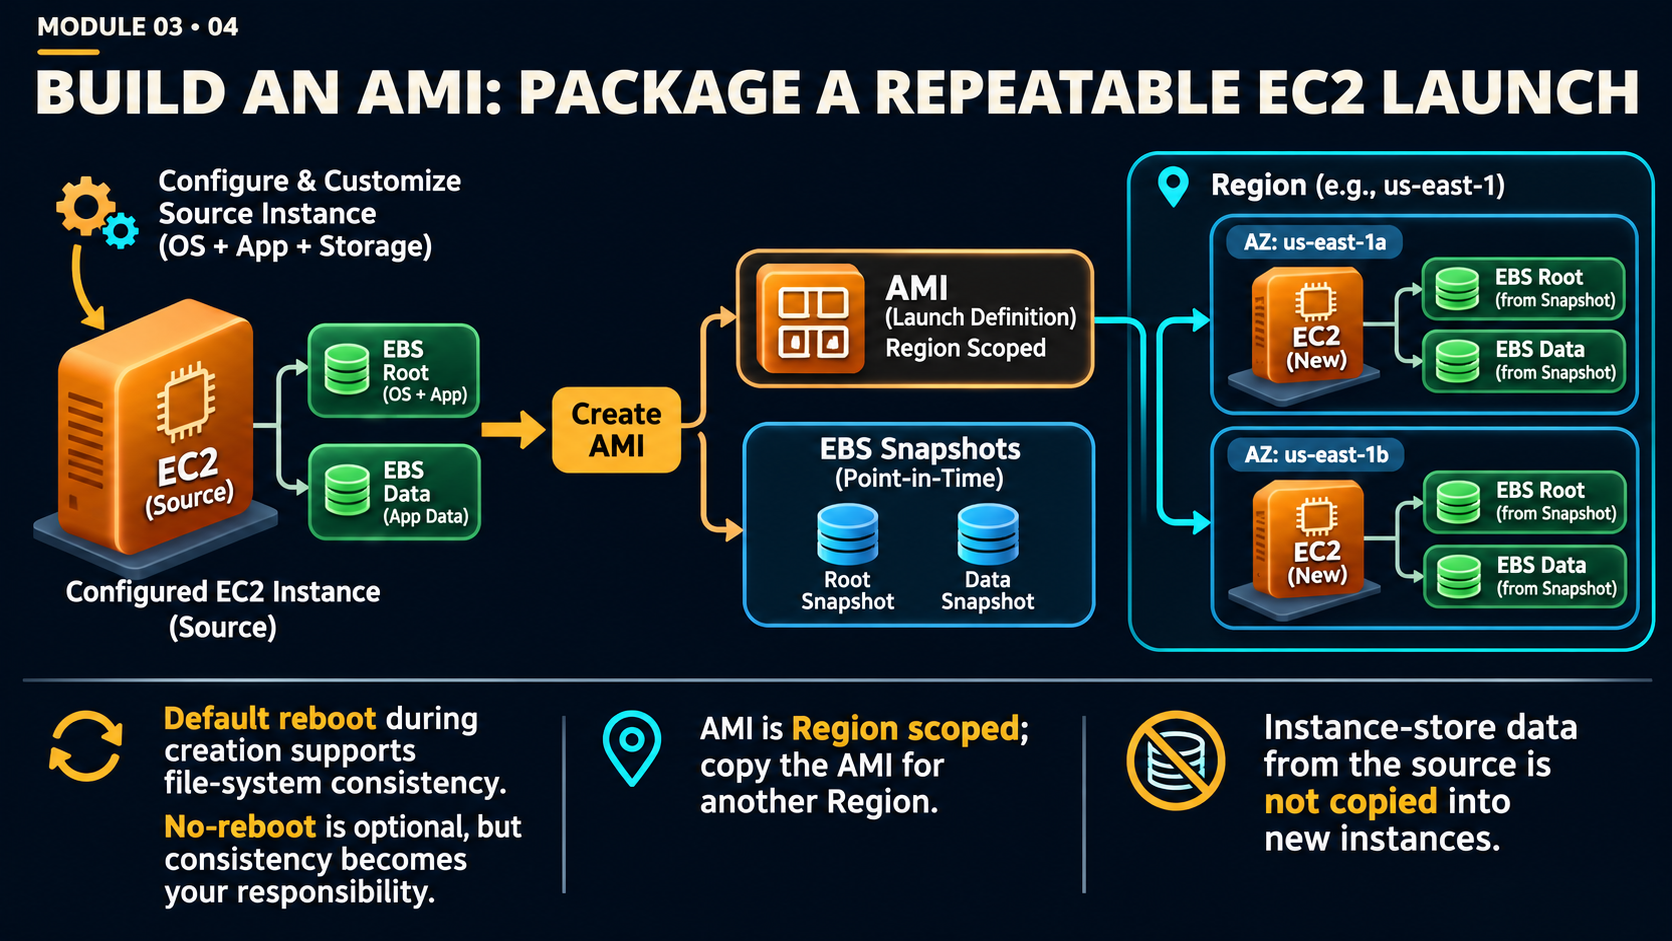 MODULE 03 • 04
BUILD AN AMI: PACKAGE A REPEATABLE EC2 LAUNCH
Configure & Customize
Source Instance
(OS + App + Storage)
EC2
(Source)
EBS
Root
(OS + App)
EBS
Data
(App Data)
Configured EC2 Instance
(Source)
Create
AMI
AMI
(Launch Definition)
Region Scoped
EBS Snapshots
(Point-in-Time)
Root
Snapshot
Data
Snapshot
Region (e.g., us-east-1)
AZ: us-east-1a
EC2
(New)
EBS Root
(from Snapshot)
EBS Data
(from Snapshot)
AZ: us-east-1b
EC2
(New)
EBS Root
(from Snapshot)
EBS Data
(from Snapshot)
Default reboot during
creation supports
file-system consistency.
No-reboot is optional, but
consistency becomes
your responsibility.
AMI is Region scoped;
copy the AMI for
another Region.
Instance-store data
from the source is
not copied into
new instances.